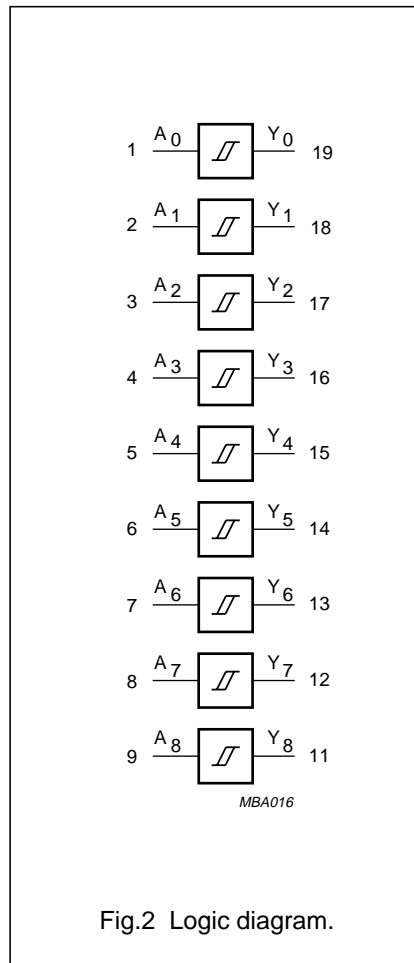 1 A0 Y0 19
2 A1 Y1 18
3 A2 Y2 17
4 A3 Y3 16
5 A4 Y4 15
6 A5 Y5 14
7 A6 Y6 13
8 A7 Y7 12
9 A8 Y8 11
MBA016
Fig.2 Logic diagram.